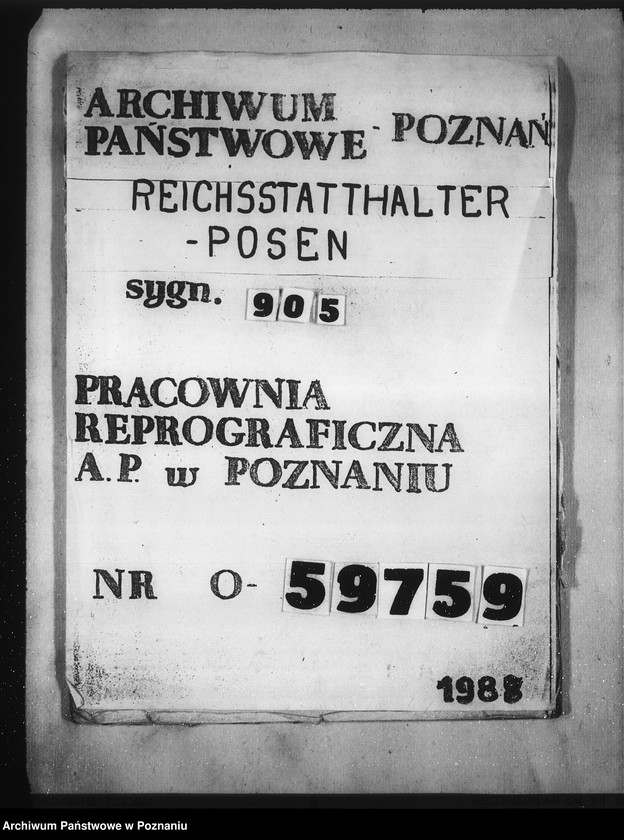 ARCHIWUM
PAŃSTWOWE - POZNAŃ
REICHSSTATTHALTER
-POSEN
sygn. 905
PRACOWNIA
REPROGRAFICZNA
A.P. w POZNANIU
NR O- 59759
1988
Archiwum Państwowe w Poznaniu